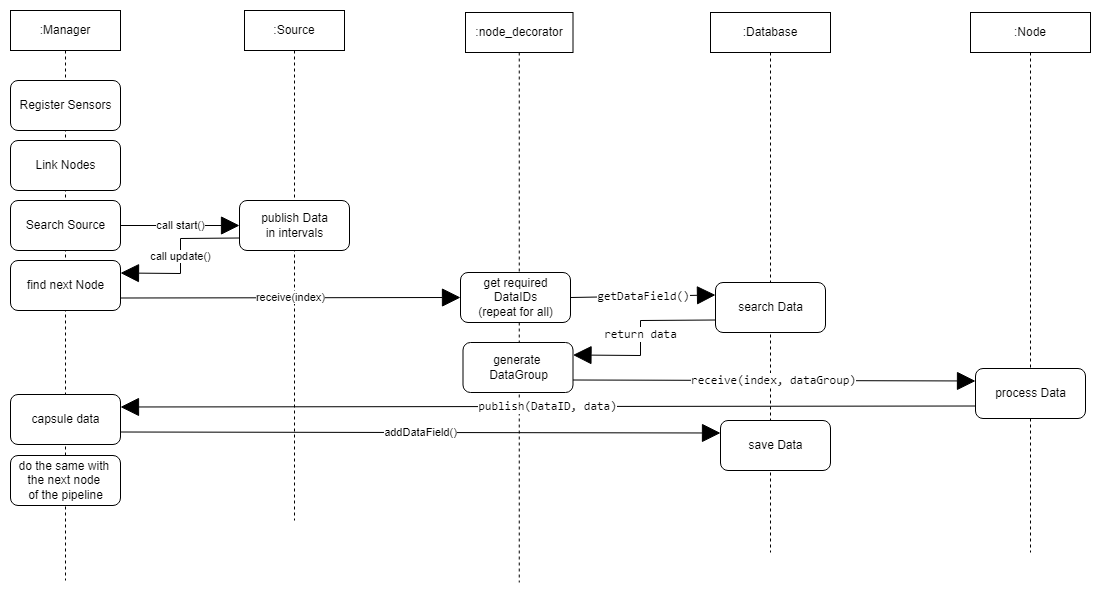 :Manager
:Source
:node_decorator
:Database
:Node
Register Sensors
Link Nodes
Search Source
call start()
publish Data
in intervals
call update()
find next Node
receive(index)
get required
DataIDs
(repeat for all)
getDataField()
search Data
return data
generate
DataGroup
receive(index, dataGroup)
process Data
publish(DataID, data)
capsule data
addDataField()
save Data
do the same with
the next node
of the pipeline